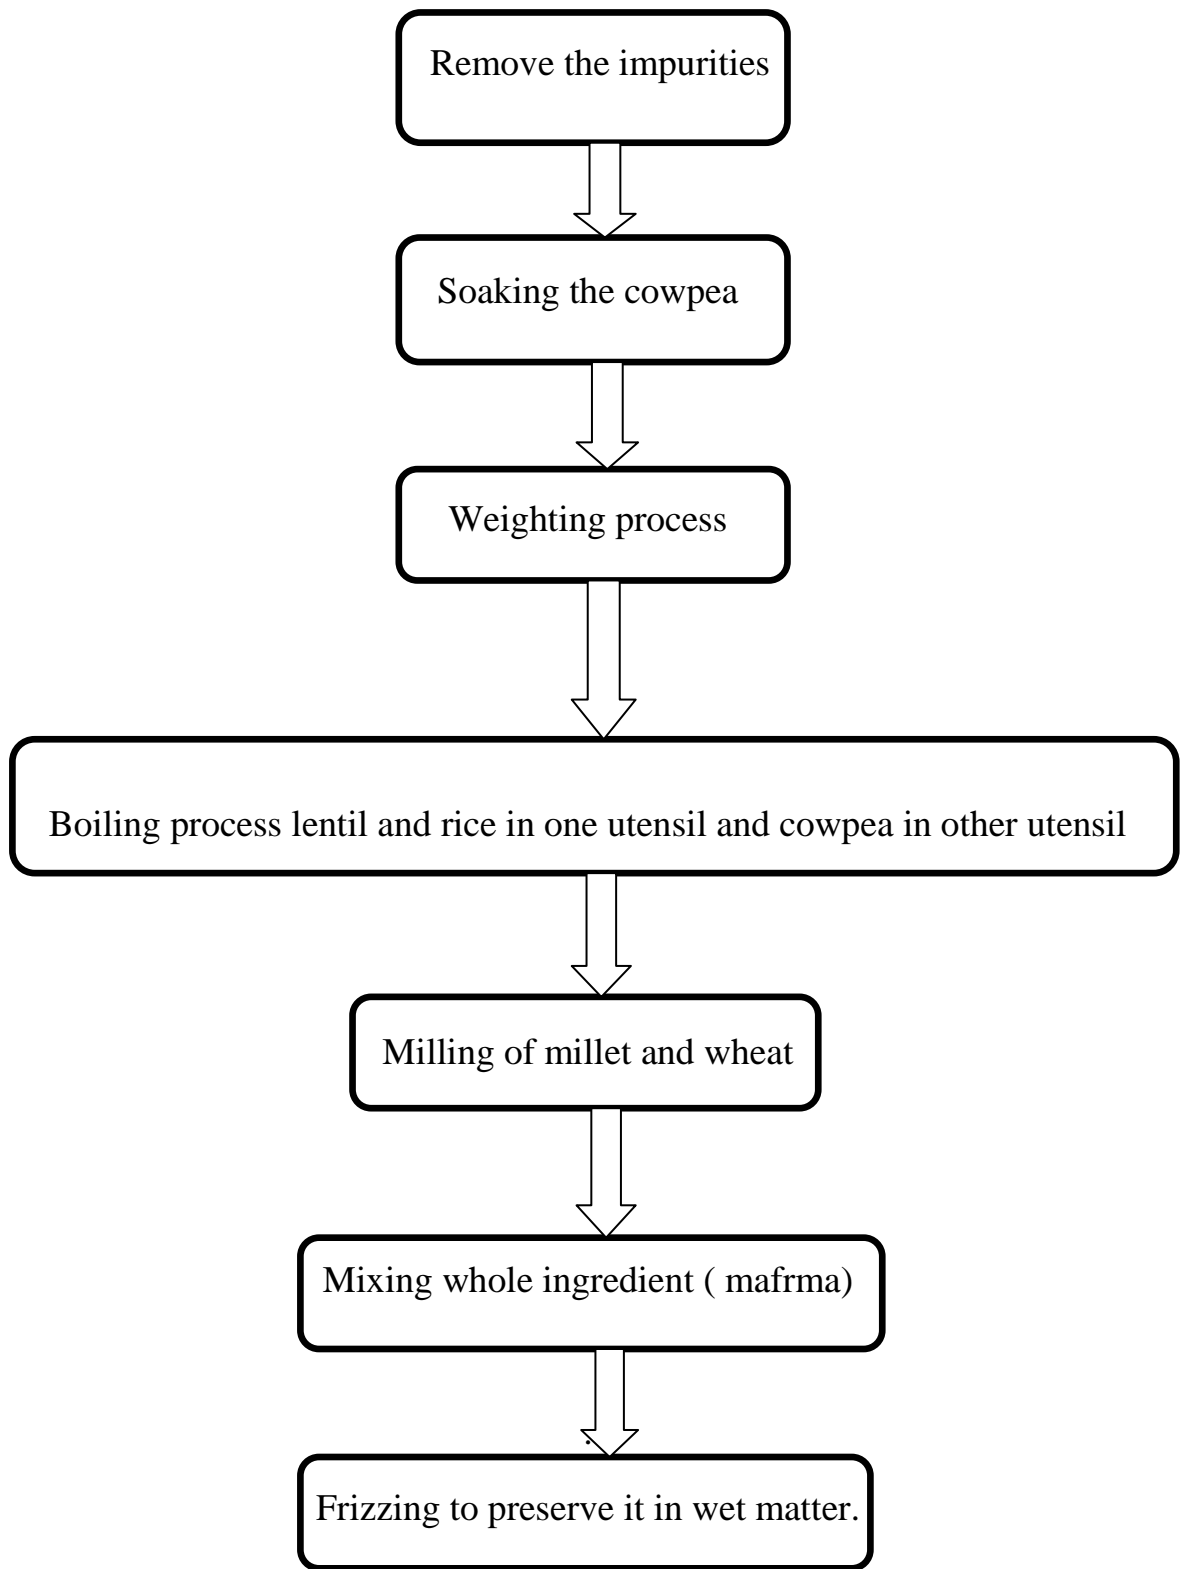 Remove the impurities
Soaking the cowpea
Weighting process
Boiling process lentil and rice in one utensil and cowpea in other utensil
Milling of millet and wheat
Mixing whole ingredient ( mafrma)
.
Frizzing to preserve it in wet matter.